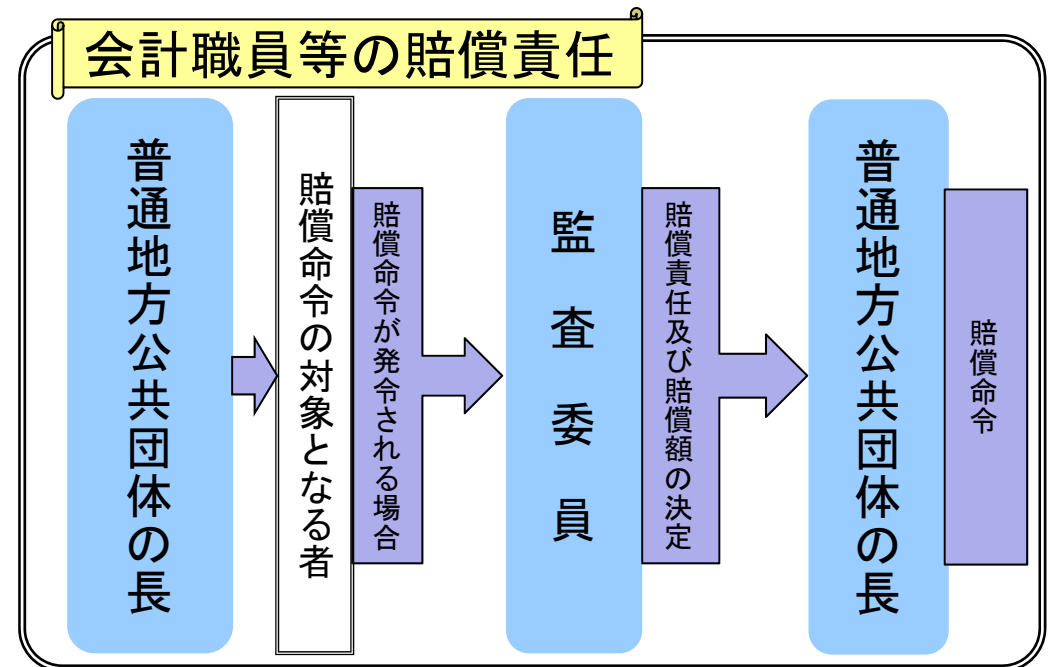 会計職員等の賠償責任
普通地方公共団体の長
賠償命令の対象となる者
賠償命令が発令される場合
監査委員
賠償責任及び賠償額の決定
普通地方公共団体の長
賠償命令